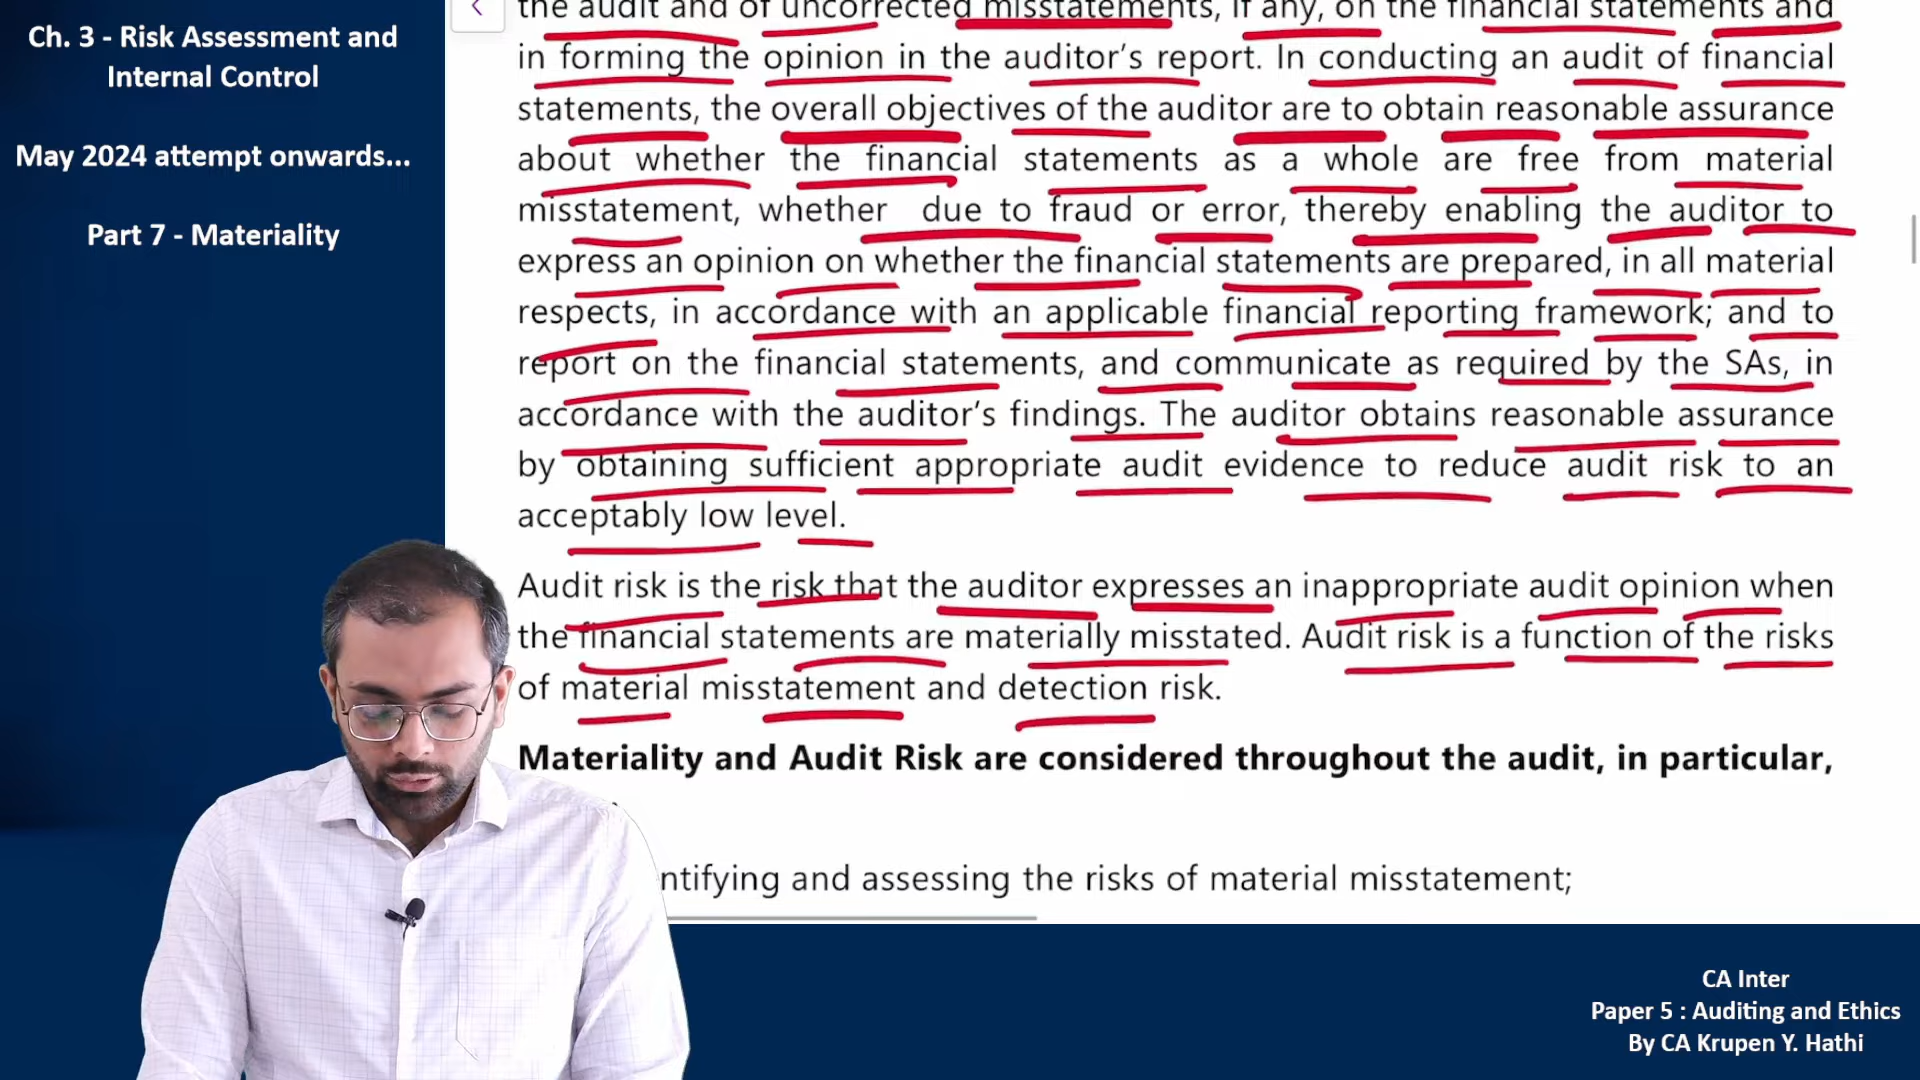 Ch. 3 - Risk Assessment and
Internal Control
May 2024 attempt onwards...
Part 7 - Materiality
the audit and of uncorrected misstatements, if any, on the financial statements and
in forming the opinion in the auditor's report. In conducting an audit of financial
statements, the overall objectives of the auditor are to obtain reasonable assurance
about whether the financial statements as a whole are free from material
misstatement, whether due to fraud or error, thereby enabling the auditor to
express an opinion on whether the financial statements are prepared, in all material
respects, in accordance with an applicable financial reporting framework; and to
report on the financial statements, and communicate as required by the SAs, in
accordance with the auditor's findings. The auditor obtains reasonable assurance
by obtaining sufficient appropriate audit evidence to reduce audit risk to an
acceptably low level.
Audit risk is the risk that the auditor expresses an inappropriate audit opinion when
the financial statements are materially misstated. Audit risk is a function of the risks
of material misstatement and detection risk.
Materiality and Audit Risk are considered throughout the audit, in particular,
and assessing the risks of material misstatement;
CA Inter
Paper 5 : Auditing and Ethics
By CA Krupen Y. Hathi